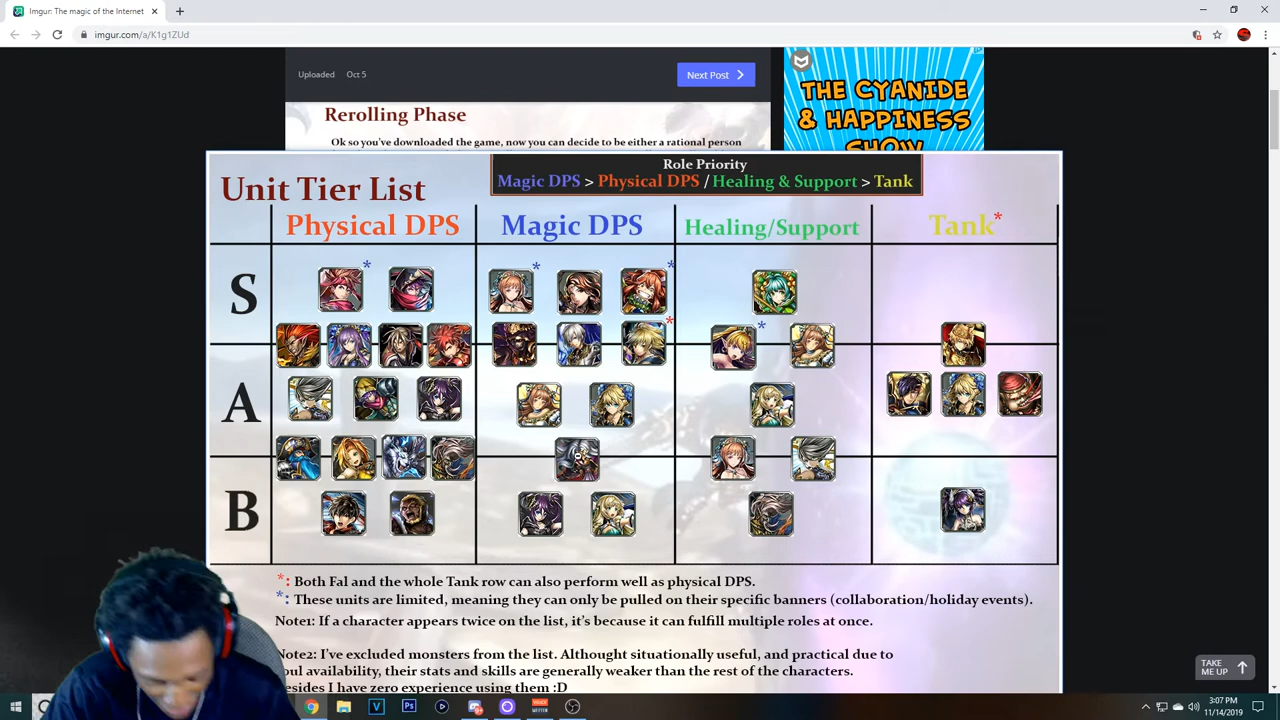 Imgur: The magic of the Internet
imgur.com/a/K1g1ZUd
Uploaded Oct 5
Next Post
THE CYANIDE
& HAPPINESS
SHOW
Rerolling Phase
Ok so you've downloaded the game, now you can decide to be either a rational person
Role Priority
Magic DPS > Physical DPS / Healing & Support > Tank
Unit Tier List
Physical DPS Magic DPS Healing/Support Tank*
S
A
B
*: Both Fal and the whole Tank row can also perform well as physical DPS.
*: These units are limited, meaning they can only be pulled on their specific banners (collaboration/holiday events).
Note1: If a character appears twice on the list, it's because it can fulfill multiple roles at once.
Note2: I've excluded monsters from the list. Althought situationally useful, and practical due to
oul availability, their stats and skills are generally weaker than the rest of the characters.
esides I have zero experience using them :D
TAKE
ME UP
3:07 PM
11/14/2019